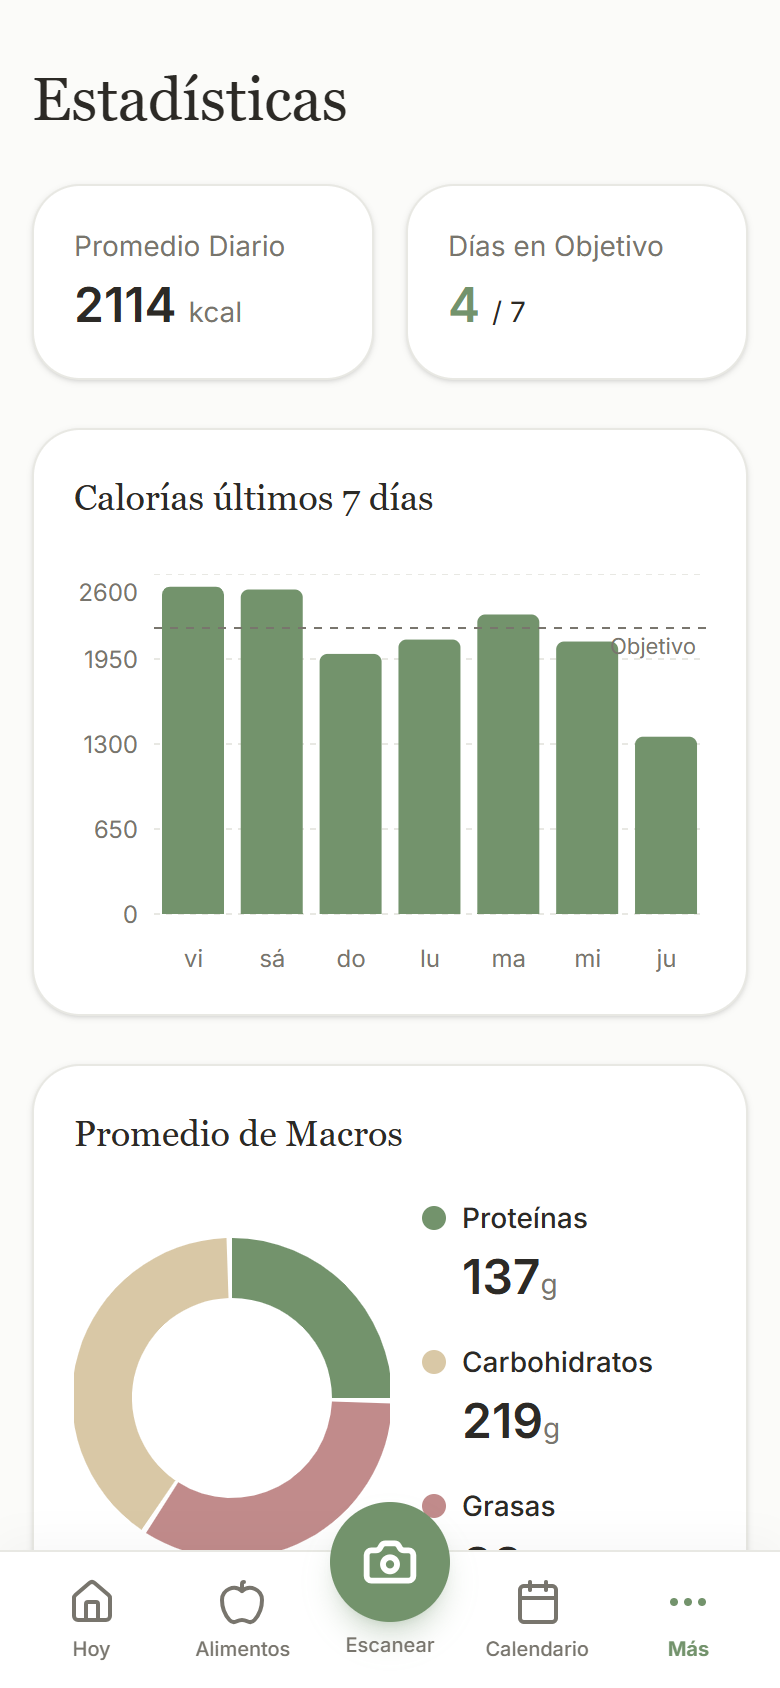 Estadísticas
Promedio Diario
2114 kcal
Días en Objetivo
4 / 7
Calorías últimos 7 días
2600
1950
1300
650
0
Objetivo
vi sá do lu ma mi ju
Promedio de Macros
Proteínas
137g
Carbohidratos
219g
Grasas
Hoy
Alimentos
Escanear
Calendario
Más